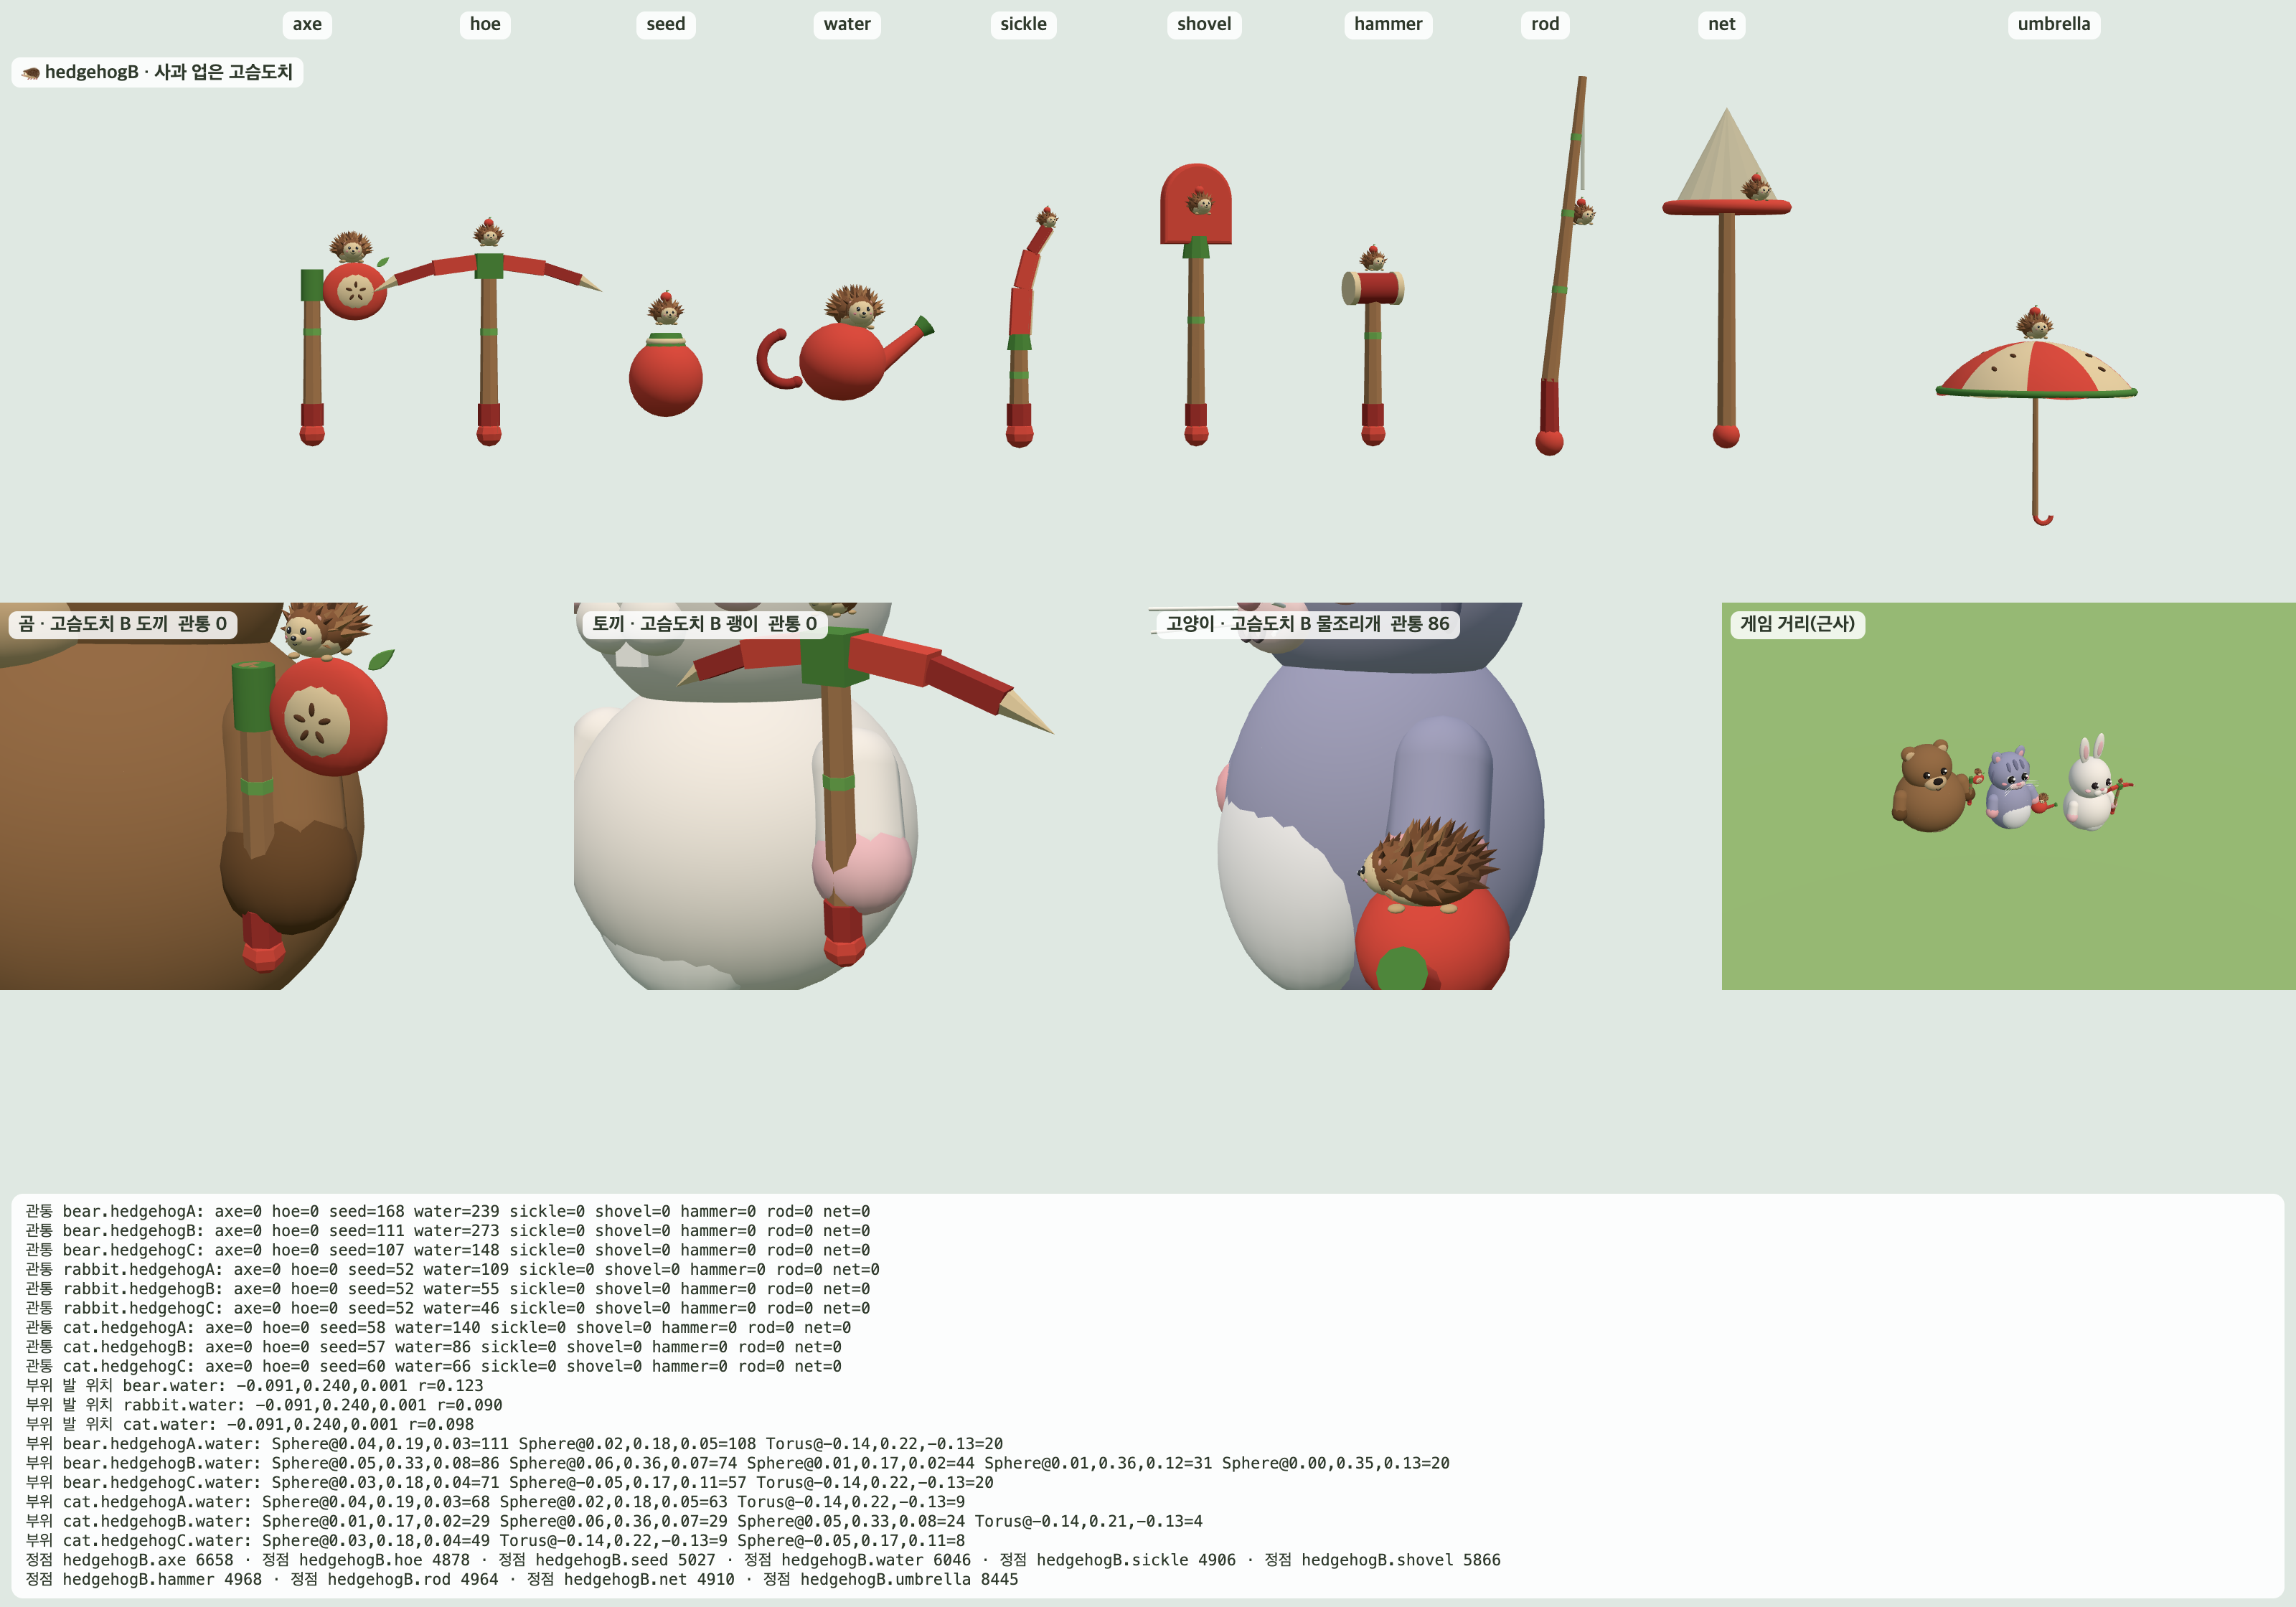 axe hoe seed water sickle shovel hammer rod net umbrella
hedgehogB · 사과 업은 고슴도치
곰 · 고슴도치 B 도끼 관통 0
토끼 · 고슴도치 B 괭이 관통 0
고양이 · 고슴도치 B 물조리개 관통 86
게임 거리(근사)
관통 bear.hedgehogA: axe=0 hoe=0 seed=168 water=239 sickle=0 shovel=0 hammer=0 rod=0 net=0
관통 bear.hedgehogB: axe=0 hoe=0 seed=111 water=273 sickle=0 shovel=0 hammer=0 rod=0 net=0
관통 bear.hedgehogC: axe=0 hoe=0 seed=107 water=148 sickle=0 shovel=0 hammer=0 rod=0 net=0
관통 rabbit.hedgehogA: axe=0 hoe=0 seed=52 water=109 sickle=0 shovel=0 hammer=0 rod=0 net=0
관통 rabbit.hedgehogB: axe=0 hoe=0 seed=52 water=55 sickle=0 shovel=0 hammer=0 rod=0 net=0
관통 rabbit.hedgehogC: axe=0 hoe=0 seed=52 water=46 sickle=0 shovel=0 hammer=0 rod=0 net=0
관통 cat.hedgehogA: axe=0 hoe=0 seed=58 water=140 sickle=0 shovel=0 hammer=0 rod=0 net=0
관통 cat.hedgehogB: axe=0 hoe=0 seed=57 water=86 sickle=0 shovel=0 hammer=0 rod=0 net=0
관통 cat.hedgehogC: axe=0 hoe=0 seed=60 water=66 sickle=0 shovel=0 hammer=0 rod=0 net=0
부위 발 위치 bear.water: -0.091,0.240,0.001 r=0.123
부위 발 위치 rabbit.water: -0.091,0.240,0.001 r=0.090
부위 발 위치 cat.water: -0.091,0.240,0.001 r=0.098
부위 bear.hedgehogA.water: Sphere@0.04,0.19,0.03=111 Sphere@0.02,0.18,0.05=108 Torus@-0.14,0.22,-0.13=20
부위 bear.hedgehogB.water: Sphere@0.05,0.33,0.08=86 Sphere@0.06,0.36,0.07=74 Sphere@0.01,0.17,0.02=44 Sphere@0.01,0.36,0.12=31 Sphere@0.00,0.35,0.13=20
부위 bear.hedgehogC.water: Sphere@0.03,0.18,0.04=71 Sphere@-0.05,0.17,0.11=57 Torus@-0.14,0.22,-0.13=20
부위 cat.hedgehogA.water: Sphere@0.04,0.19,0.03=68 Sphere@0.02,0.18,0.05=63 Torus@-0.14,0.22,-0.13=9
부위 cat.hedgehogB.water: Sphere@0.01,0.17,0.02=29 Sphere@0.06,0.36,0.07=29 Sphere@0.05,0.33,0.08=24 Torus@-0.14,0.21,-0.13=4
부위 cat.hedgehogC.water: Sphere@0.03,0.18,0.04=49 Torus@-0.14,0.22,-0.13=9 Sphere@-0.05,0.17,0.11=8
정점 hedgehogB.axe 6658 · 정점 hedgehogB.hoe 4878 · 정점 hedgehogB.seed 5027 · 정점 hedgehogB.water 6046 · 정점 hedgehogB.sickle 4906 · 정점 hedgehogB.shovel 5866
정점 hedgehogB.hammer 4968 · 정점 hedgehogB.rod 4964 · 정점 hedgehogB.net 4910 · 정점 hedgehogB.umbrella 8445